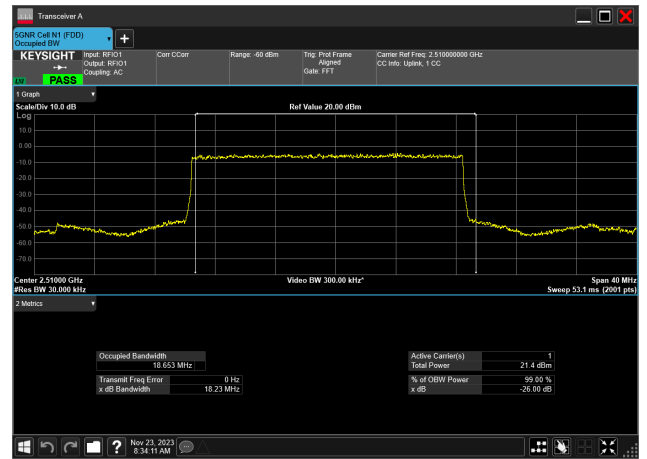 Transceiver A
5GNR Cell N1 (FDD)
Occupied BW
KEYSIGHT
LXI
PASS
Input: RFIO1
Output: RFIO1
Coupling: AC
Corr CCorr
Range: -60 dBm
Trig: Prot Frame
Aligned
Gate: FFT
Carrier Ref Freq: 2.510000000 GHz
CC Info: Uplink, 1 CC
1 Graph
Scale/Div 10.0 dB
Ref Value 20.00 dBm
Log
10.0
0.00
-10.0
-20.0
-30.0
-40.0
-50.0
-60.0
-70.0
Center 2.51000 GHz
Video BW 300.00 kHz*
Span 40 MHz
#Res BW 30.000 kHz
Sweep 53.1 ms (2001 pts)
2 Metrics
Occupied Bandwidth
18.653 MHz
Active Carrier(s) 1
Total Power 21.4 dBm
Transmit Freq Error 0 Hz
x dB Bandwidth 18.23 MHz
% of OBW Power 99.00 %
x dB -26.00 dB
?
Nov 23, 2023
8:34:11 AM